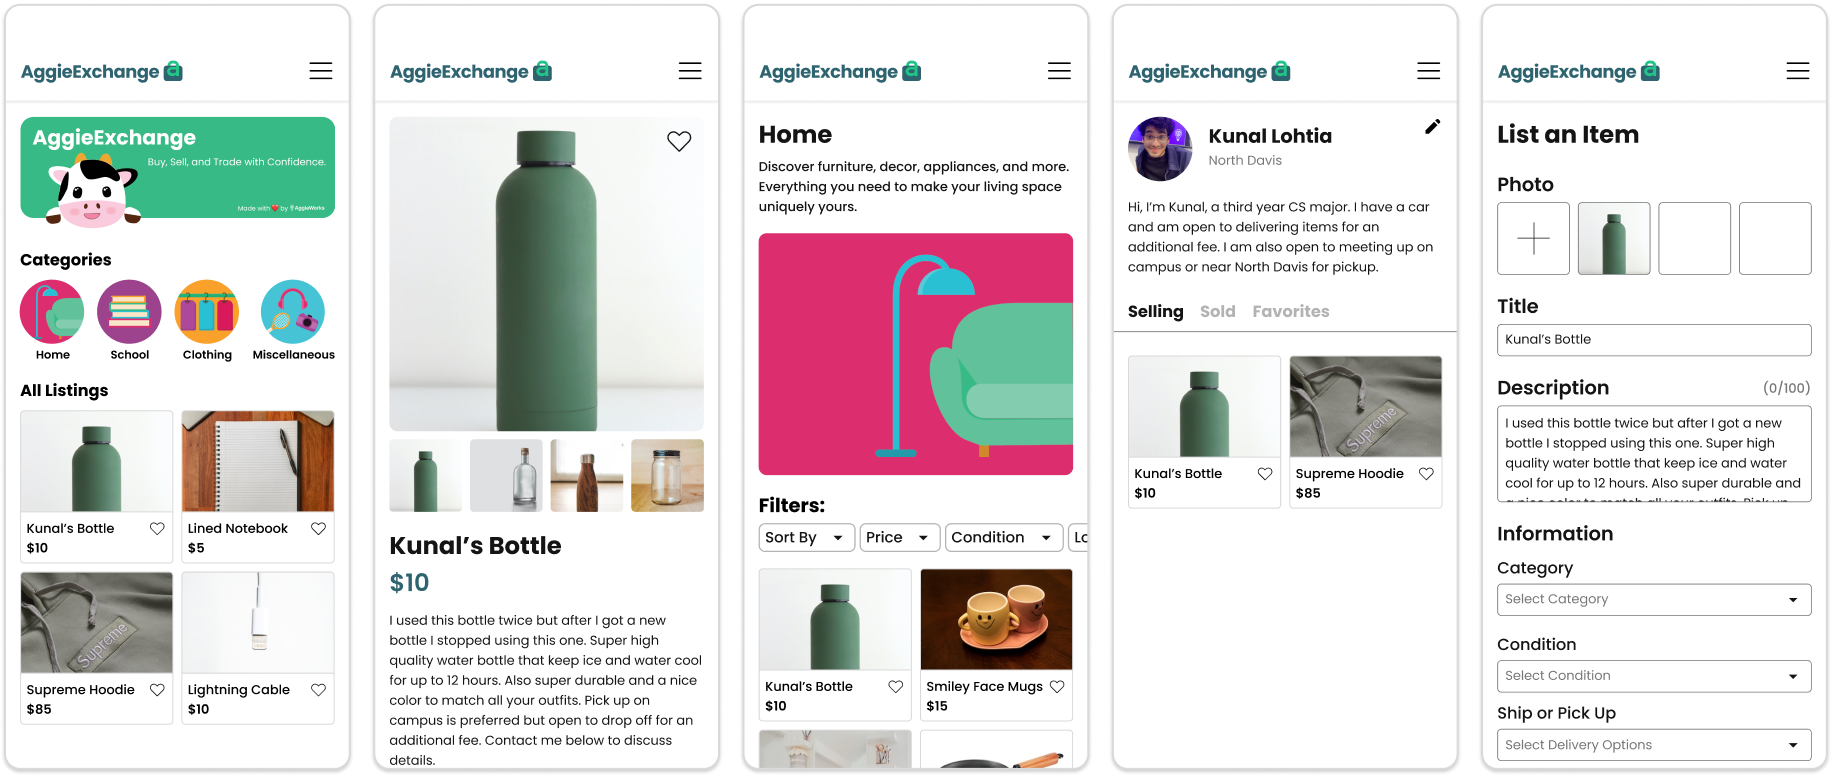 AggieExchange
AggieExchange
Buy, Sell, and Trade with Confidence.
Made with ❤️ by AggieWorks
Categories
Home
School
Clothing
Miscellaneous
All Listings
Kunal’s Bottle
$10
Lined Notebook
$5
Supreme
Supreme Hoodie
$85
Lightning Cable
$10
AggieExchange
Kunal’s Bottle
$10
I used this bottle twice but after I got a new
bottle I stopped using this one. Super high
quality water bottle that keep ice and water cool
for up to 12 hours. Also super durable and a nice
color to match all your outfits. Pick up on
campus is preferred but open to drop off for an
additional fee. Contact me below to discuss
details.
AggieExchange
Home
Discover furniture, decor, appliances, and more.
Everything you need to make your living space
uniquely yours.
Filters:
Sort By
Price
Condition
Lo
Kunal’s Bottle
$10
Smiley Face Mugs
$15
AggieExchange
Kunal Lohtia
North Davis
Hi, I’m Kunal, a third year CS major. I have a car
and am open to delivering items for an
additional fee. I am also open to meeting up on
campus or near North Davis for pickup.
Selling Sold Favorites
Supreme
Kunal’s Bottle
$10
Supreme Hoodie
$85
AggieExchange
List an Item
Photo
Title
Kunal’s Bottle
Description (0/100)
I used this bottle twice but after I got a new
bottle I stopped using this one. Super high
quality water bottle that keep ice and water
cool for up to 12 hours. Also super durable and
a nice color to match all your outfits. Pick up
Information
Category
Select Category
Condition
Select Condition
Ship or Pick Up
Select Delivery Options